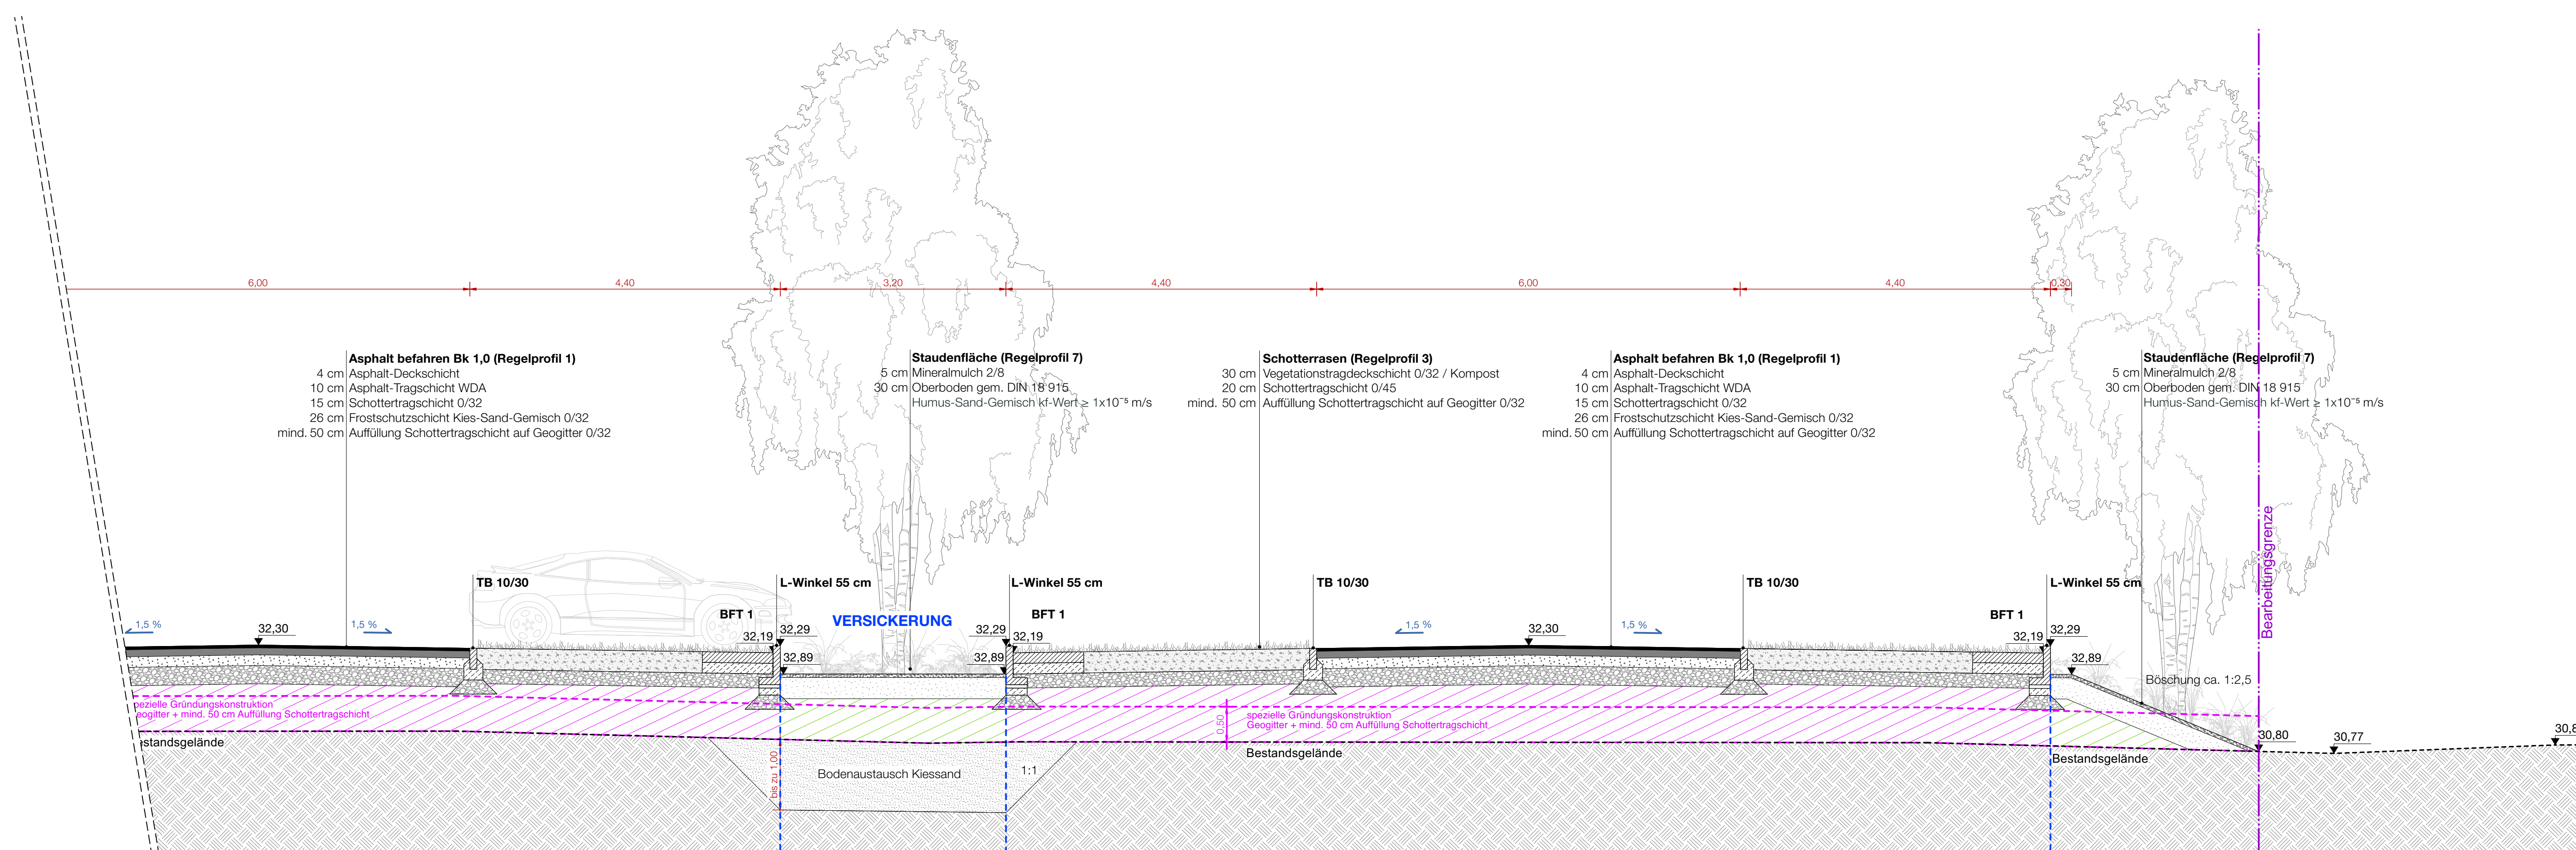 6,00
4,40
3,20
4,40
6,00
4,40
0,30
Asphalt befahren Bk 1,0 (Regelprofil 1)
4 cm Asphalt-Deckschicht
10 cm Asphalt-Tragschicht WDA
15 cm Schottertragschicht 0/32
26 cm Frostschutzschicht Kies-Sand-Gemisch 0/32
mind. 50 cm Auffüllung Schottertragschicht auf Geogitter 0/32
Staudenfläche (Regelprofil 7)
5 cm Mineralmulch 2/8
30 cm Oberboden gem. DIN 18 915
Humus-Sand-Gemisch kf-Wert ≥ 1x10⁻⁵ m/s
Schotterrasen (Regelprofil 3)
30 cm Vegetationstragdeckschicht 0/32 / Kompost
20 cm Schottertragschicht 0/45
mind. 50 cm Auffüllung Schottertragschicht auf Geogitter 0/32
Asphalt befahren Bk 1,0 (Regelprofil 1)
4 cm Asphalt-Deckschicht
10 cm Asphalt-Tragschicht WDA
15 cm Schottertragschicht 0/32
26 cm Frostschutzschicht Kies-Sand-Gemisch 0/32
mind. 50 cm Auffüllung Schottertragschicht auf Geogitter 0/32
Staudenfläche (Regelprofil 7)
5 cm Mineralmulch 2/8
30 cm Oberboden gem. DIN 18 915
Humus-Sand-Gemisch kf-Wert ≥ 1x10⁻⁵ m/s
Bearbeitungsgrenze
TB 10/30
L-Winkel 55 cm
L-Winkel 55 cm
TB 10/30
TB 10/30
L-Winkel 55 cm
BFT 1
VERSICKERUNG
BFT 1
BFT 1
1,5 %
32,30
1,5 %
32,19
32,29
32,29
32,19
1,5 %
32,30
1,5 %
32,19
32,29
32,89
32,89
32,89
Böschung ca. 1:2,5
pezielle Gründungskonstruktion
eogitter + mind. 50 cm Auffüllung Schottertragschicht
0,50
spezielle Gründungskonstruktion
Geogitter + mind. 50 cm Auffüllung Schottertragschicht
estandsgelände
Bestandsgelände
Bestandsgelände
30,80
30,77
30,8
bis zu 1,00
Bodenaustausch Kiessand
1:1